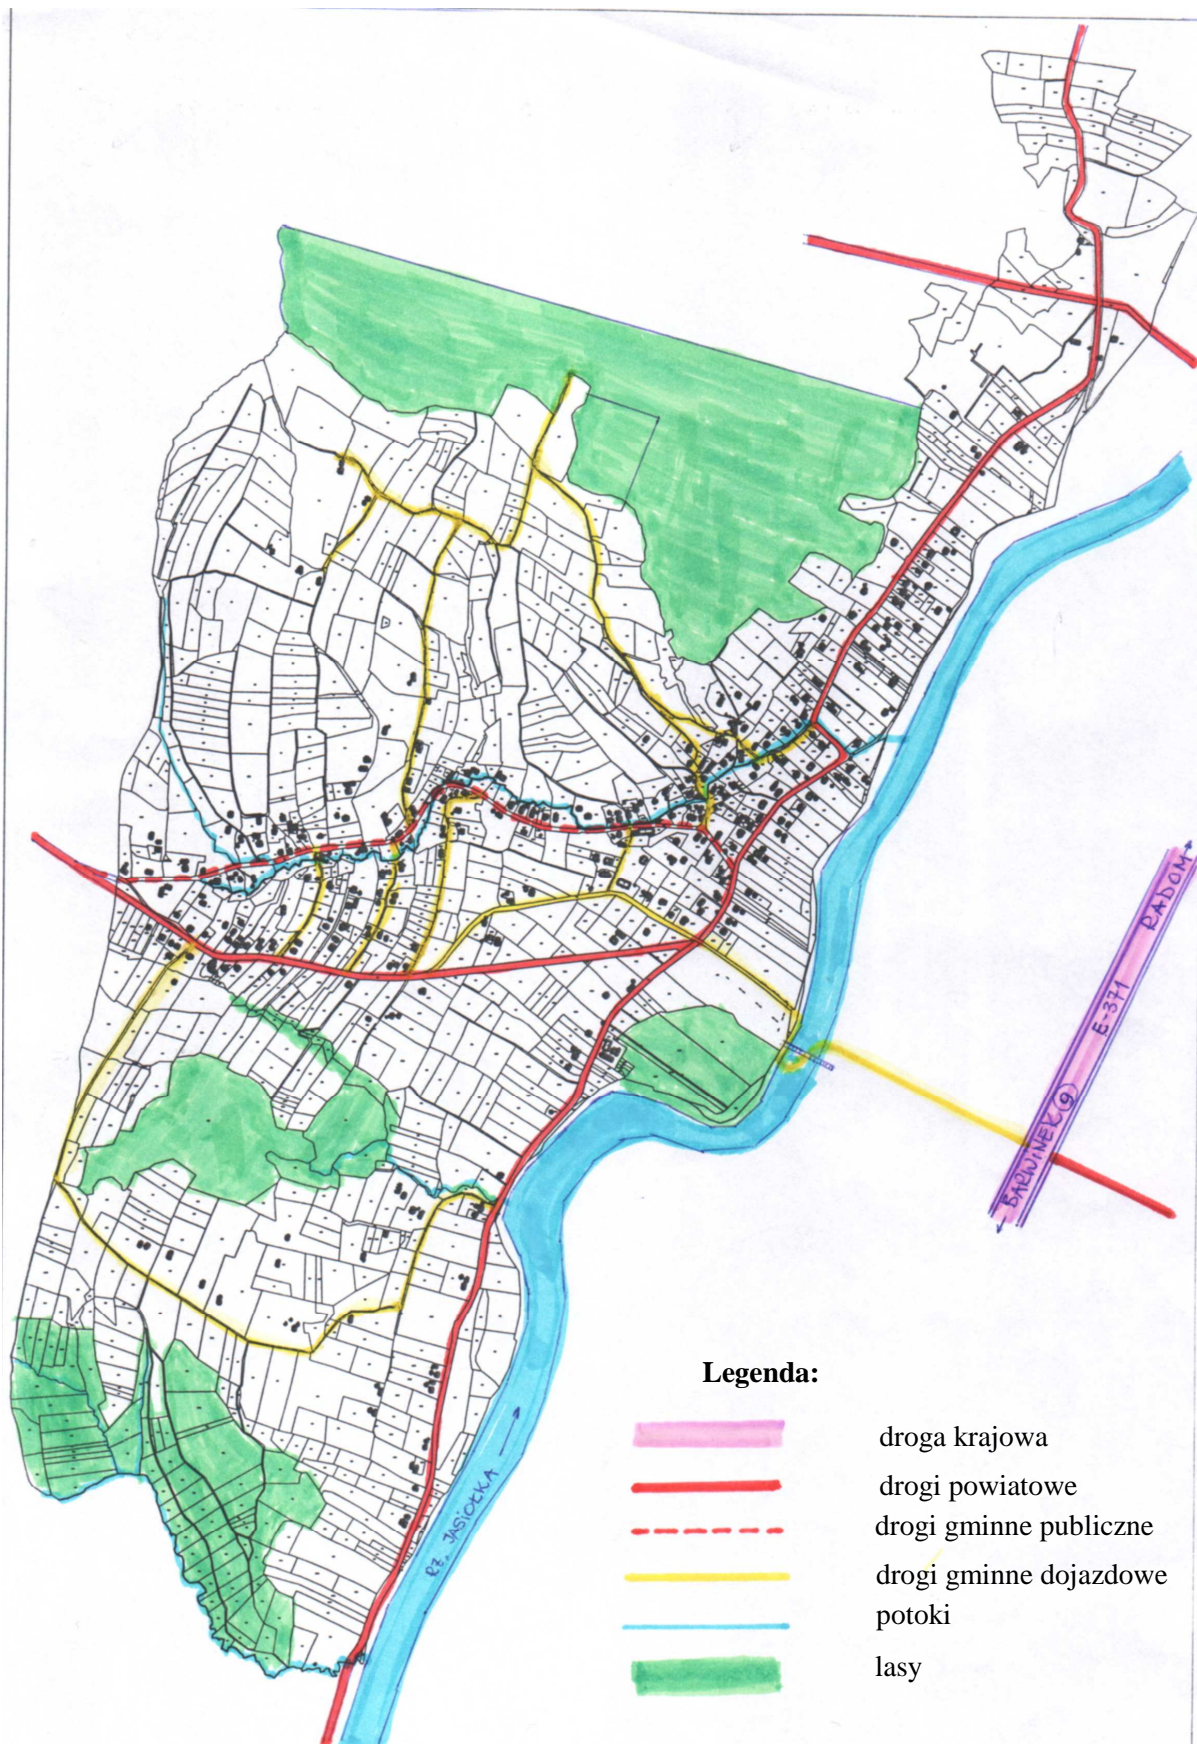 RADOM
E-371
BARWINEK 9
RZ. JASIOŁKA
Legenda:
droga krajowa
drogi powiatowe
drogi gminne publiczne
drogi gminne dojazdowe
potoki
lasy